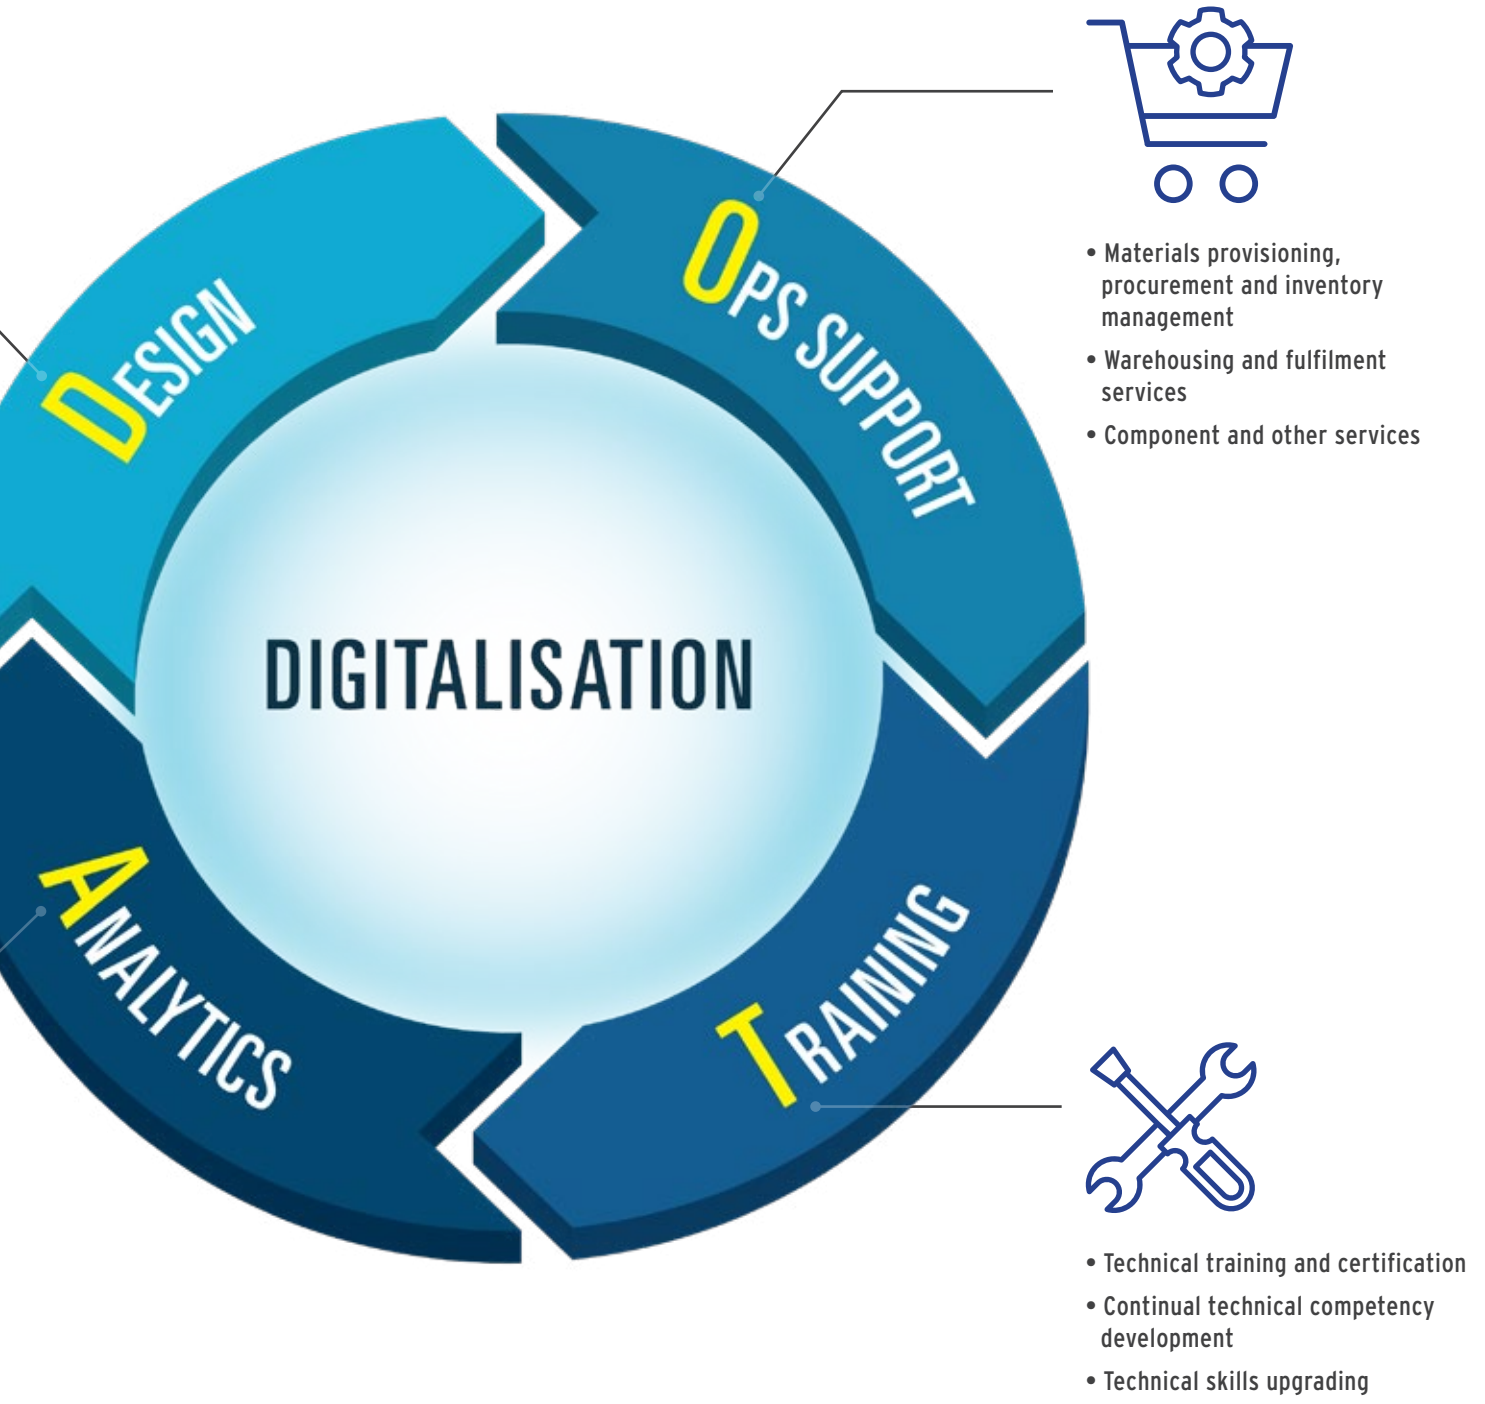 DESIGN
OPS SUPPORT
• Materials provisioning,
procurement and inventory
management
• Warehousing and fulfilment
services
• Component and other services
DIGITALISATION
ANALYTICS
TRAINING
• Technical training and certification
• Continual technical competency
development
• Technical skills upgrading